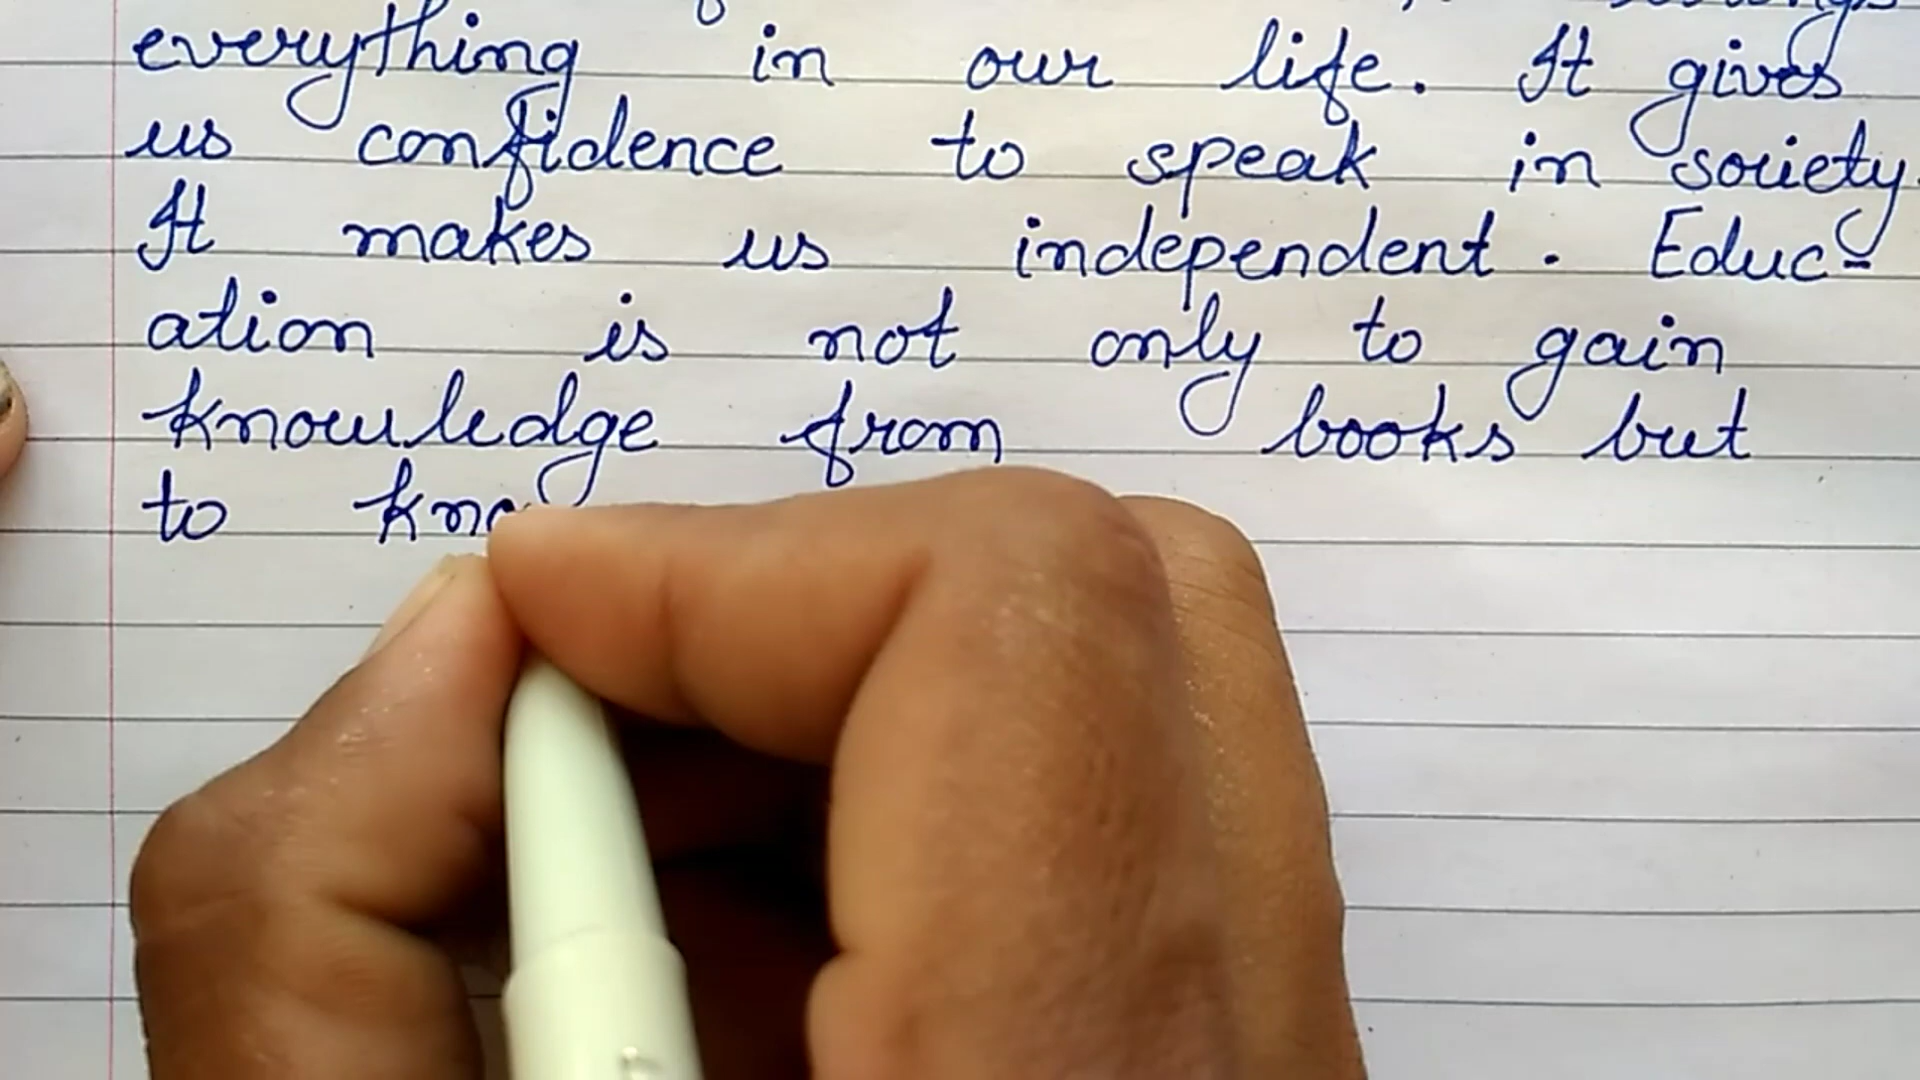 everything in our life. It gives
us confidence to speak in society.
It makes us independent. Educ-
ation is not only to gain
knowledge from books but
to kno